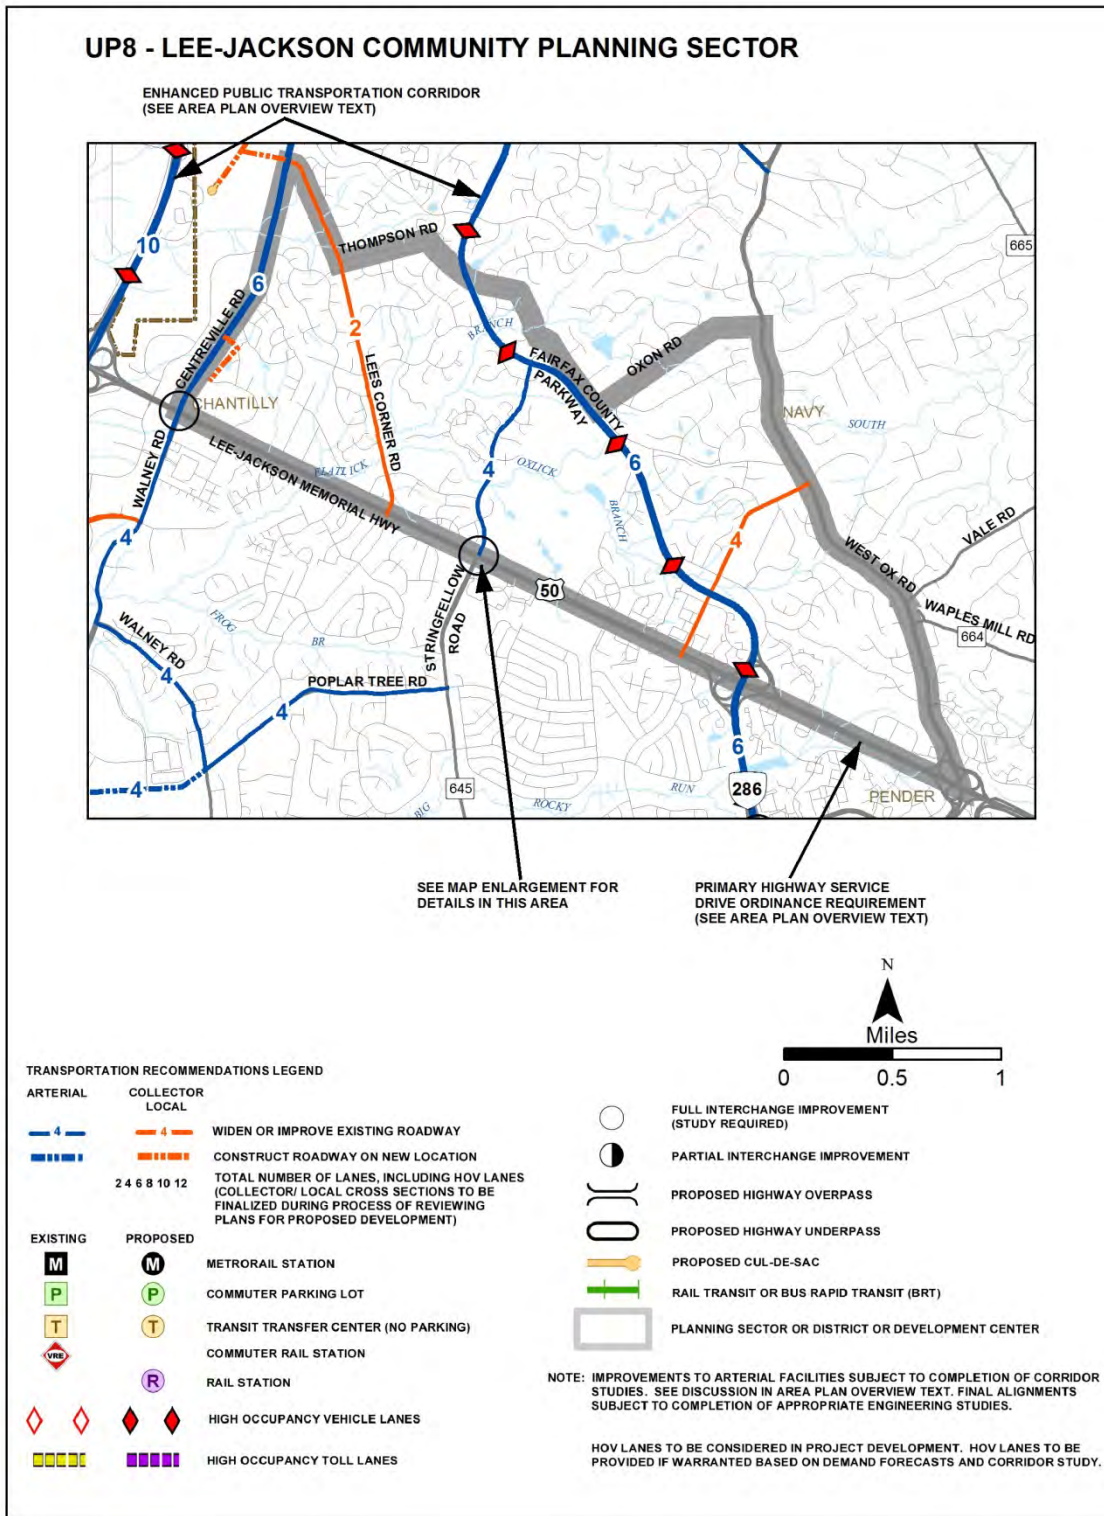 UP8 - LEE-JACKSON COMMUNITY PLANNING SECTOR
ENHANCED PUBLIC TRANSPORTATION CORRIDOR
(SEE AREA PLAN OVERVIEW TEXT)
10
6
THOMPSON RD
665
CENTREVILLE RD
2
BRANCH
LEES CORNER RD
FAIRFAX COUNTY
PARKWAY
OXON RD
CHANTILLY
NAVY
SOUTH
WALNEY RD
LEE-JACKSON MEMORIAL HWY
FLATLICK
4
OXLICK
6
BRANCH
4
4
VALE RD
WEST OX RD
50
STRINGFELLOW
ROAD
WAPLES MILL RD
664
FROG
BR
WALNEY RD
4
POPLAR TREE RD
4
6
4
645
BIG
ROCKY
RUN
286
PENDER
SEE MAP ENLARGEMENT FOR
DETAILS IN THIS AREA
PRIMARY HIGHWAY SERVICE
DRIVE ORDINANCE REQUIREMENT
(SEE AREA PLAN OVERVIEW TEXT)
N
Miles
0 0.5 1
TRANSPORTATION RECOMMENDATIONS LEGEND
ARTERIAL COLLECTOR
LOCAL
4 4 WIDEN OR IMPROVE EXISTING ROADWAY
CONSTRUCT ROADWAY ON NEW LOCATION
2 4 6 8 10 12 TOTAL NUMBER OF LANES, INCLUDING HOV LANES
(COLLECTOR/ LOCAL CROSS SECTIONS TO BE
FINALIZED DURING PROCESS OF REVIEWING
PLANS FOR PROPOSED DEVELOPMENT)
EXISTING PROPOSED
M M METRORAIL STATION
P P COMMUTER PARKING LOT
T T TRANSIT TRANSFER CENTER (NO PARKING)
VRE COMMUTER RAIL STATION
R RAIL STATION
HIGH OCCUPANCY VEHICLE LANES
HIGH OCCUPANCY TOLL LANES
FULL INTERCHANGE IMPROVEMENT
(STUDY REQUIRED)
PARTIAL INTERCHANGE IMPROVEMENT
PROPOSED HIGHWAY OVERPASS
PROPOSED HIGHWAY UNDERPASS
PROPOSED CUL-DE-SAC
RAIL TRANSIT OR BUS RAPID TRANSIT (BRT)
PLANNING SECTOR OR DISTRICT OR DEVELOPMENT CENTER
NOTE: IMPROVEMENTS TO ARTERIAL FACILITIES SUBJECT TO COMPLETION OF CORRIDOR
STUDIES. SEE DISCUSSION IN AREA PLAN OVERVIEW TEXT. FINAL ALIGNMENTS
SUBJECT TO COMPLETION OF APPROPRIATE ENGINEERING STUDIES.
HOV LANES TO BE CONSIDERED IN PROJECT DEVELOPMENT. HOV LANES TO BE
PROVIDED IF WARRANTED BASED ON DEMAND FORECASTS AND CORRIDOR STUDY.